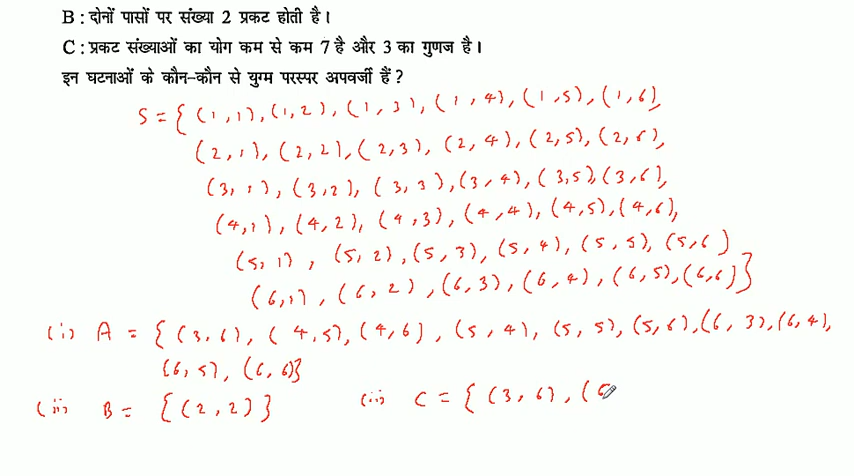 B : दोनों पासों पर संख्या 2 प्रकट होती है।
C : प्रकट संख्याओं का योग कम से कम 7 है और 3 का गुणज है।
इन घटनाओं के कौन-कौन से युग्म परस्पर अपवर्जी हैं ?
S = { (1,1), (1,2), (1,3), (1,4), (1,5), (1,6),
(2,1), (2,2), (2,3), (2,4), (2,5), (2,6),
(3,1), (3,2), (3,3), (3,4), (3,5), (3,6),
(4,1), (4,2), (4,3), (4,4), (4,5), (4,6),
(5,1), (5,2), (5,3), (5,4), (5,5), (5,6)
(6,1), (6,2), (6,3), (6,4), (6,5), (6,6) }
(i) A = { (3,6), (4,5), (4,6), (5,4), (5,5), (5,6), (6,3), (6,4),
(6,5), (6,6) }
(ii) B = { (2,2) } (iii) C = { (3,6), (6